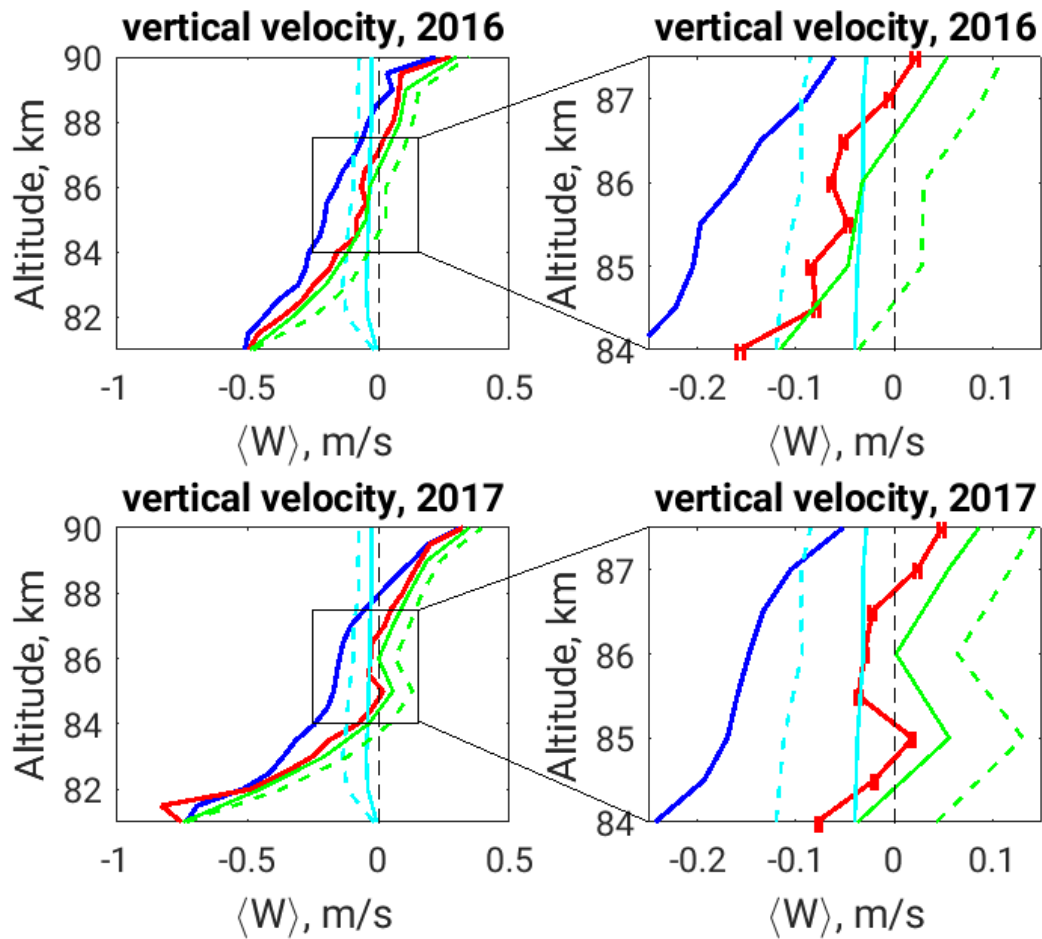 vertical velocity, 2016
90
88
86
84
82
-1
-0.5
0
0.5
Altitude, km
⟨W⟩, m/s
vertical velocity, 2016
87
86
85
84
-0.2
-0.1
0
0.1
Altitude, km
⟨W⟩, m/s
vertical velocity, 2017
90
88
86
84
82
-1
-0.5
0
0.5
Altitude, km
⟨W⟩, m/s
vertical velocity, 2017
87
86
85
84
-0.2
-0.1
0
0.1
Altitude, km
⟨W⟩, m/s